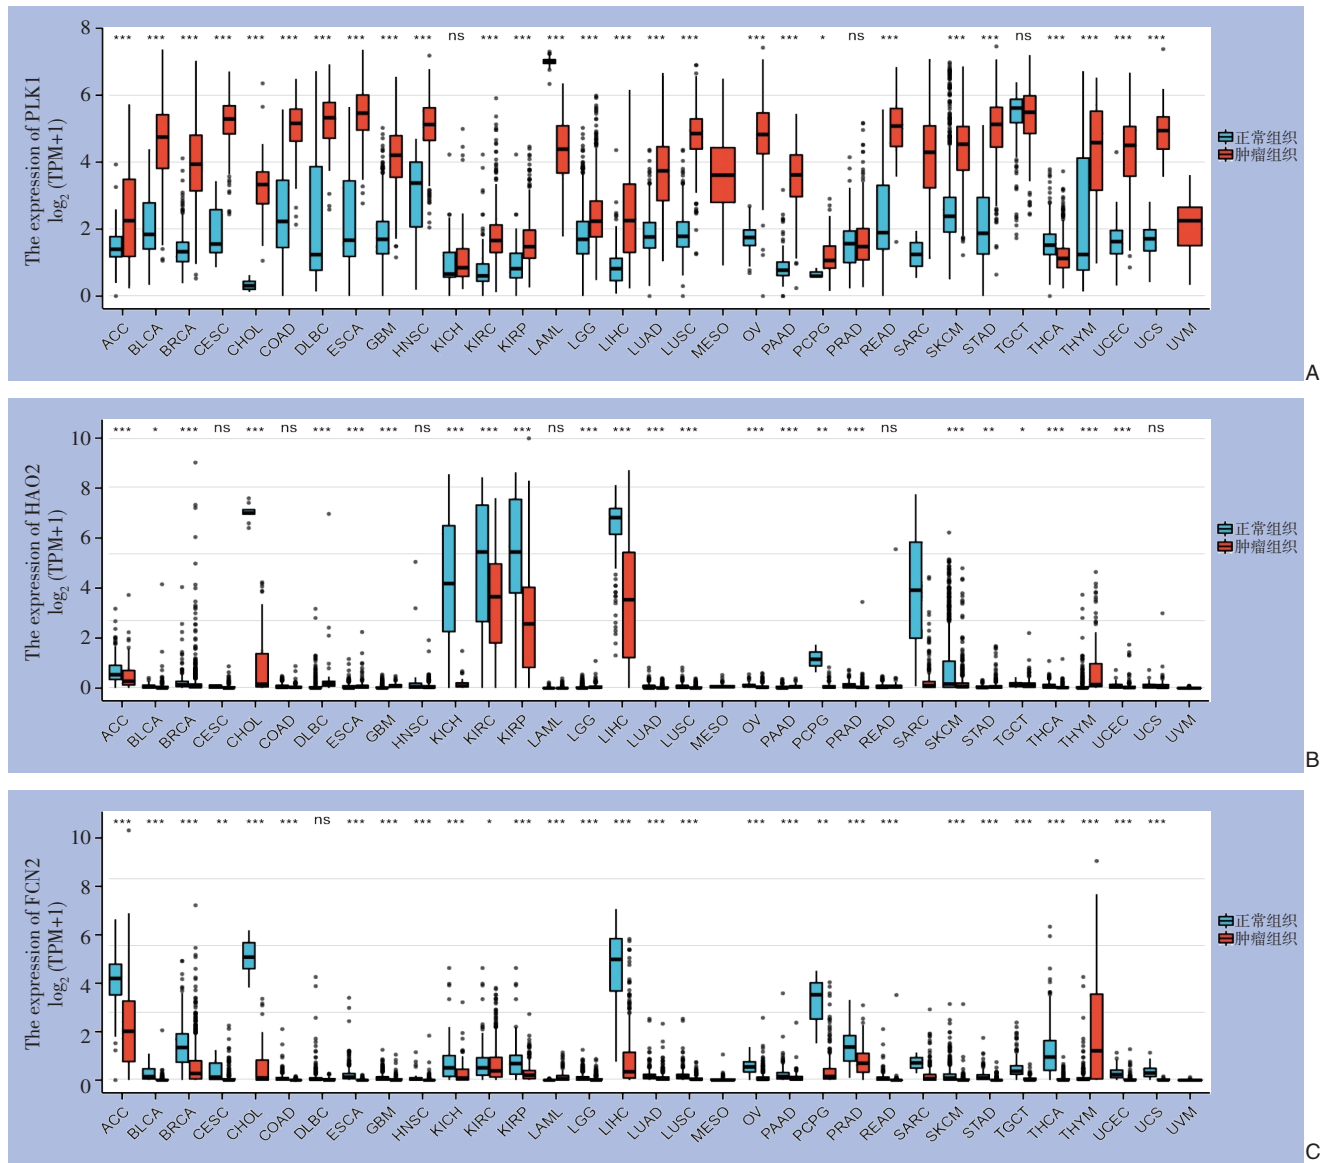 The expression of PLK1
log2 (TPM+1)
8
6
4
2
0
*** *** *** *** *** *** *** *** *** *** ns *** *** *** *** *** *** *** *** *** * ns *** *** *** ns *** *** *** ***
ACC BLCA BRCA CESC CHOL COAD DLBC ESCA GBM HNSC KICH KIRC KIRP LAML LGG LIHC LUAD LUSC MESO OV PAAD PCPG PRAD READ SARC SKCM STAD TGCT THCA THYM UCEC UCS UVM
正常组织
肿瘤组织
A
The expression of HAO2
log2 (TPM+1)
10
8
6
4
2
0
*** * *** ns *** ns *** *** *** ns *** *** *** ns *** *** *** *** *** *** ** *** ns *** ** * *** *** *** ns
ACC BLCA BRCA CESC CHOL COAD DLBC ESCA GBM HNSC KICH KIRC KIRP LAML LGG LIHC LUAD LUSC MESO OV PAAD PCPG PRAD READ SARC SKCM STAD TGCT THCA THYM UCEC UCS UVM
正常组织
肿瘤组织
B
The expression of FCN2
log2 (TPM+1)
10
8
6
4
2
0
*** *** *** ** *** *** ns *** *** *** *** * *** *** *** *** *** *** *** *** ** *** *** *** *** *** *** *** *** ***
ACC BLCA BRCA CESC CHOL COAD DLBC ESCA GBM HNSC KICH KIRC KIRP LAML LGG LIHC LUAD LUSC MESO OV PAAD PCPG PRAD READ SARC SKCM STAD TGCT THCA THYM UCEC UCS UVM
正常组织
肿瘤组织
C